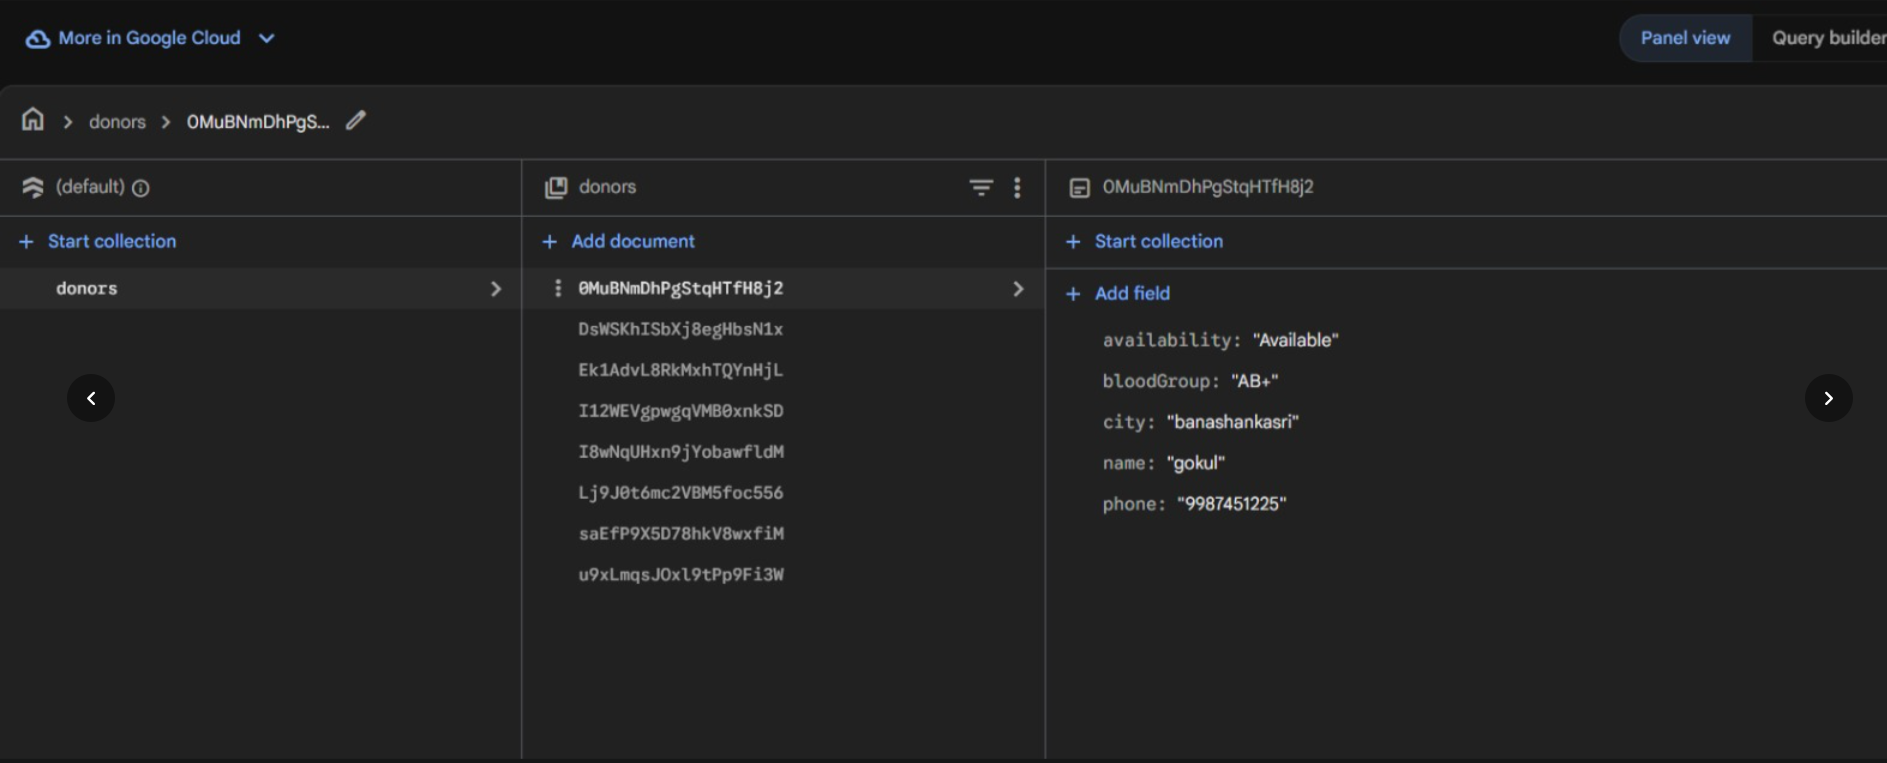 More in Google Cloud
Panel view
Query builder
donors
0MuBNmDhPgS...
(default)
donors
0MuBNmDhPgStqHTfH8j2
+ Start collection
+ Add document
+ Start collection
donors
0MuBNmDhPgStqHTfH8j2
DsWSKhISbXj8egHbsN1x
Ek1AdvL8RkMxhTQYnHjL
I12WEVgpwgqVMB0xnkSD
I8wNqUHxn9jYobawfldM
Lj9J0t6mc2VBM5foc556
saEfP9X5D78hkV8wxfiM
u9xLmqsJOxl9tPp9Fi3W
+ Add field
availability: "Available"
bloodGroup: "AB+"
city: "banashankasri"
name: "gokul"
phone: "9987451225"